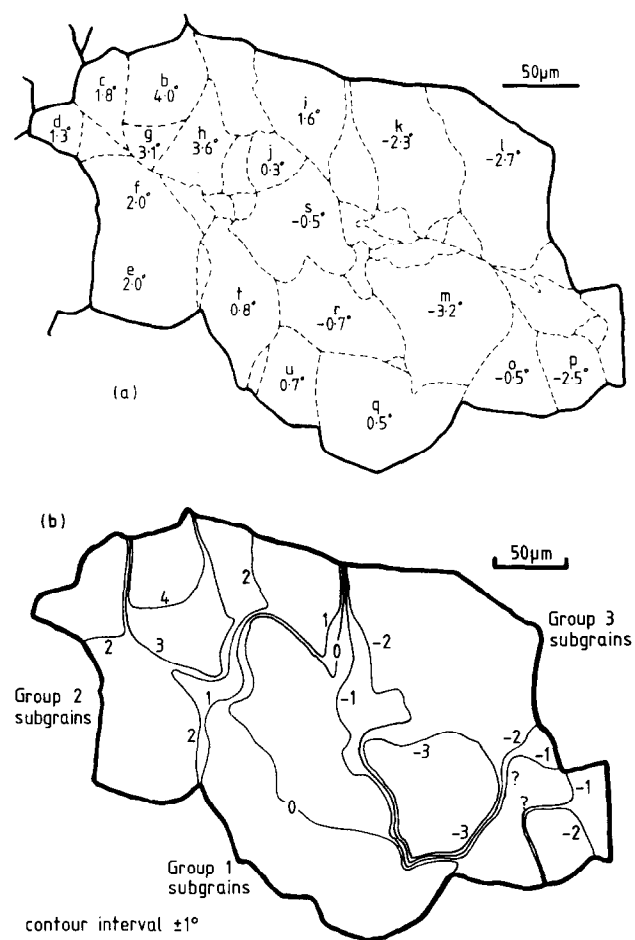 (a)
50μm
c
1·8°
b
4·0°
d
1·3°
g
3·1°
h
3·6°
i
1·6°
j
0·3°
k
-2·3°
l
-2·7°
f
2·0°
s
-0·5°
e
2·0°
t
0·8°
r
-0·7°
m
-3·2°
u
0·7°
q
0·5°
o
-0·5°
p
-2·5°
(b)
50μm
4
2
2
3
1
0
-2
Group 3
subgrains
Group 2
subgrains
1
-1
2
-3
-2
-1
?
-1
?
0
-3
-2
Group 1
subgrains
contour interval ±1°